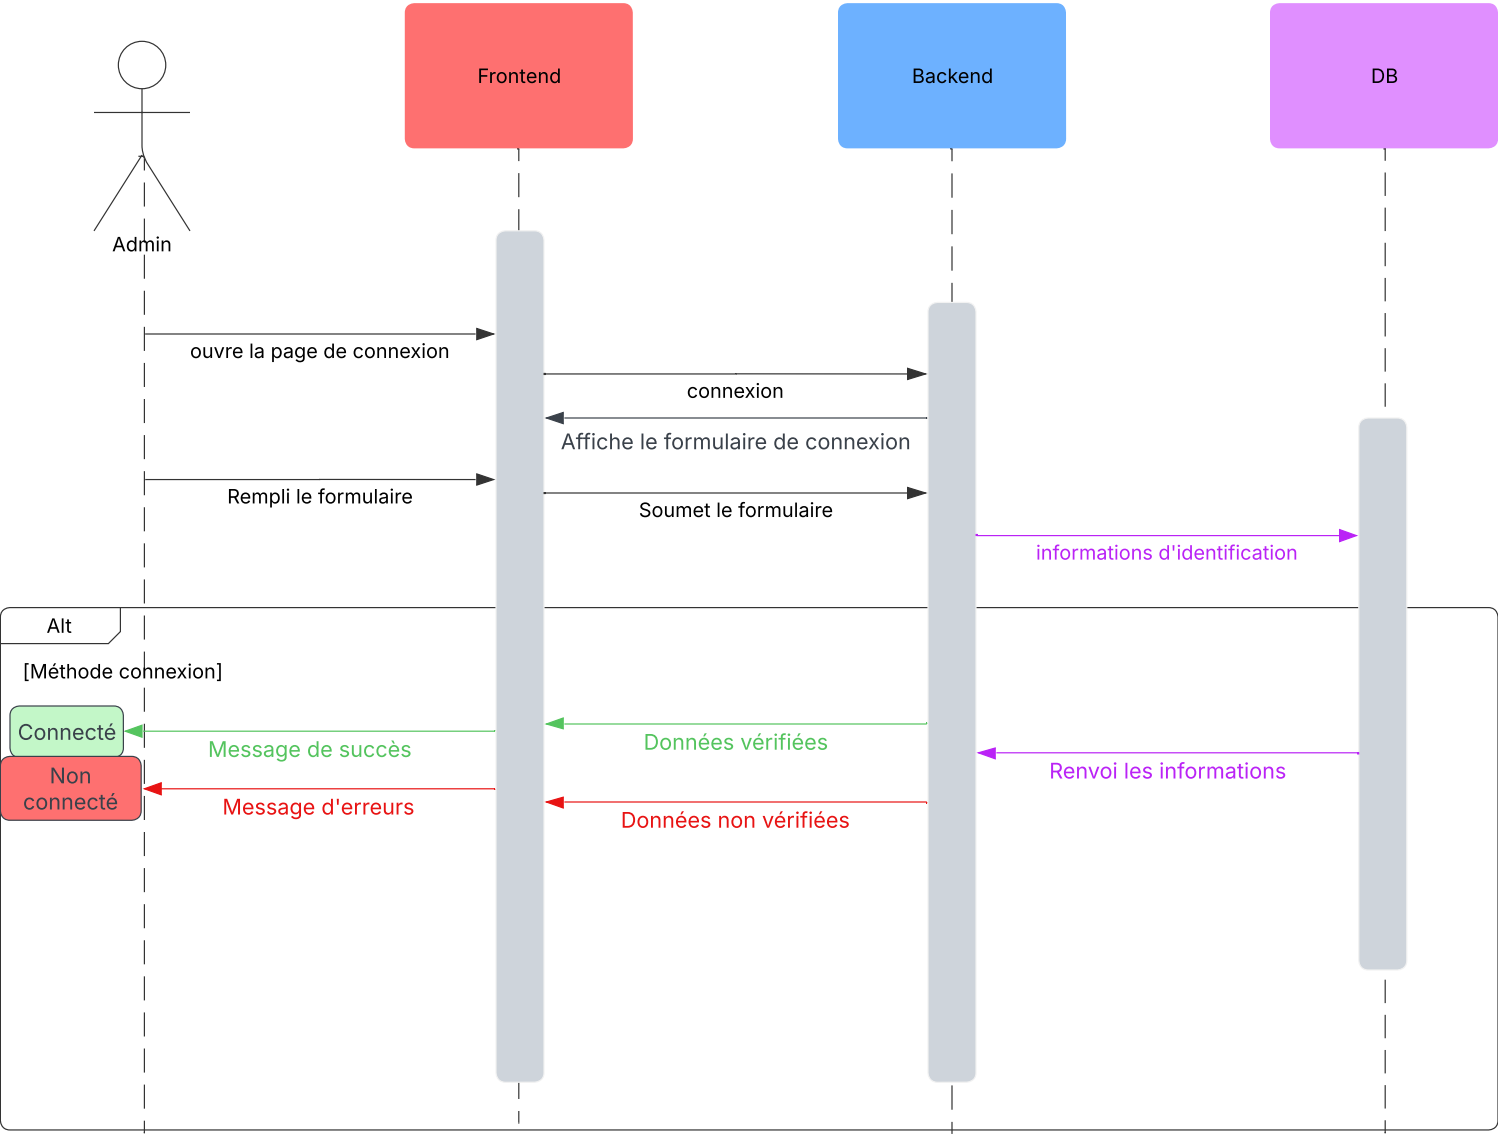 Frontend
Backend
DB
Admin
ouvre la page de connexion
connexion
Affiche le formulaire de connexion
Rempli le formulaire
Soumet le formulaire
informations d'identification
Alt
[Méthode connexion]
Connecté
Message de succès
Données vérifiées
Renvoi les informations
Non
connecté
Message d'erreurs
Données non vérifiées